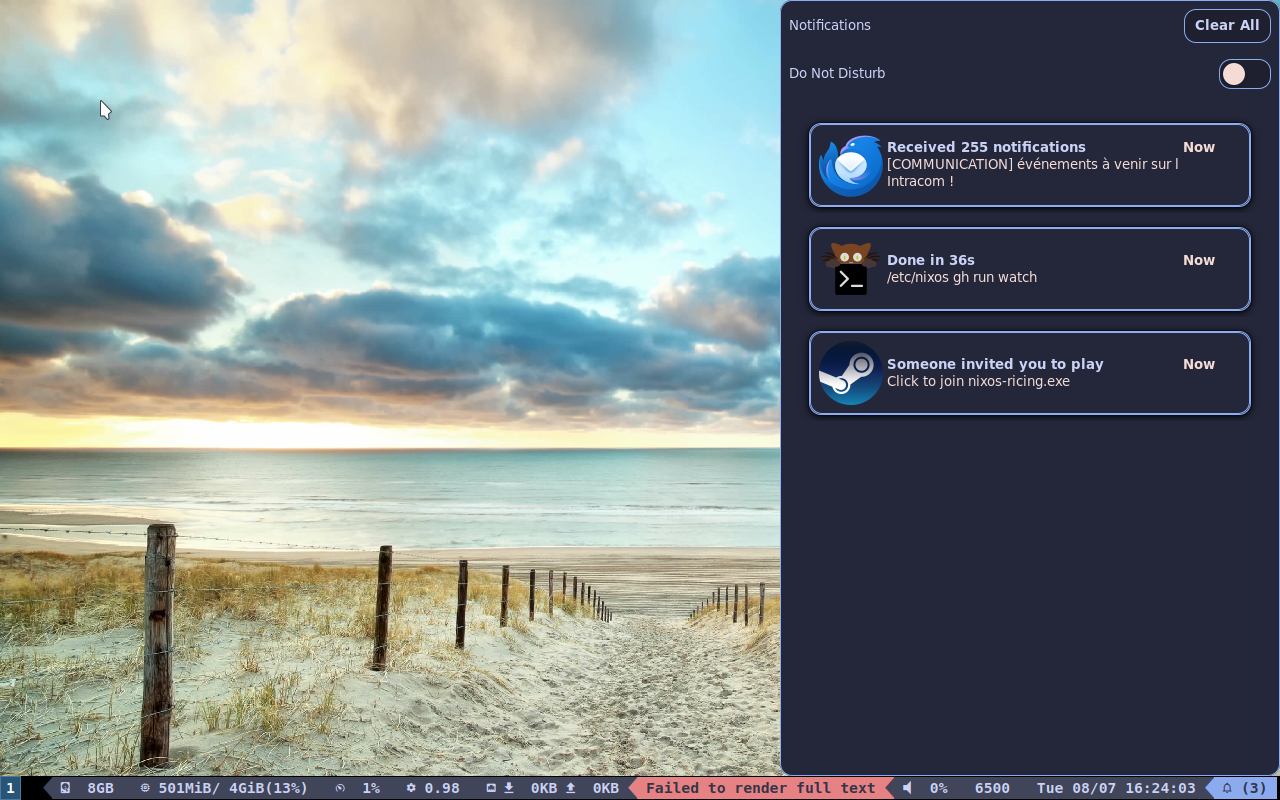 Notifications
Clear All
Do Not Disturb
Received 255 notifications
Now
[COMMUNICATION] événements à venir sur l
Intracom !
Done in 36s
Now
/etc/nixos gh run watch
Someone invited you to play
Now
Click to join nixos-ricing.exe
1 8GB 501MiB/ 4GiB(13%) 1% 0.98 0KB 0KB Failed to render full text 0% 6500 Tue 08/07 16:24:03 (3)